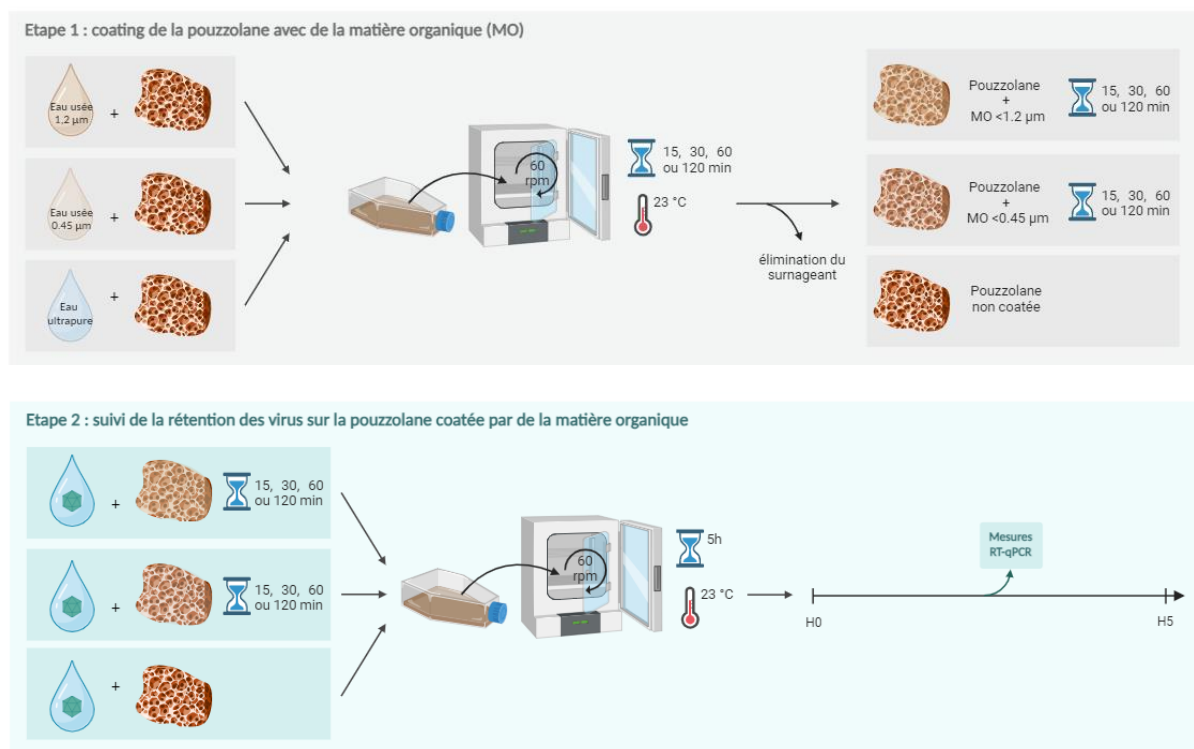 Etape 1 : coating de la pouzzolane avec de la matière organique (MO)
Eau usée
1,2 µm
+
Eau usée
0.45 µm
+
Eau
ultrapure
+
60
rpm
15, 30, 60
ou 120 min
23 °C
élimination du
surnageant
Pouzzolane
+
MO <1.2 µm
15, 30, 60
ou 120 min
Pouzzolane
+
MO <0.45 µm
15, 30, 60
ou 120 min
Pouzzolane
non coatée
Etape 2 : suivi de la rétention des virus sur la pouzzolane coatée par de la matière organique
+
15, 30, 60
ou 120 min
+
15, 30, 60
ou 120 min
+
60
rpm
5h
23 °C
Mesures
RT-qPCR
H0
H5